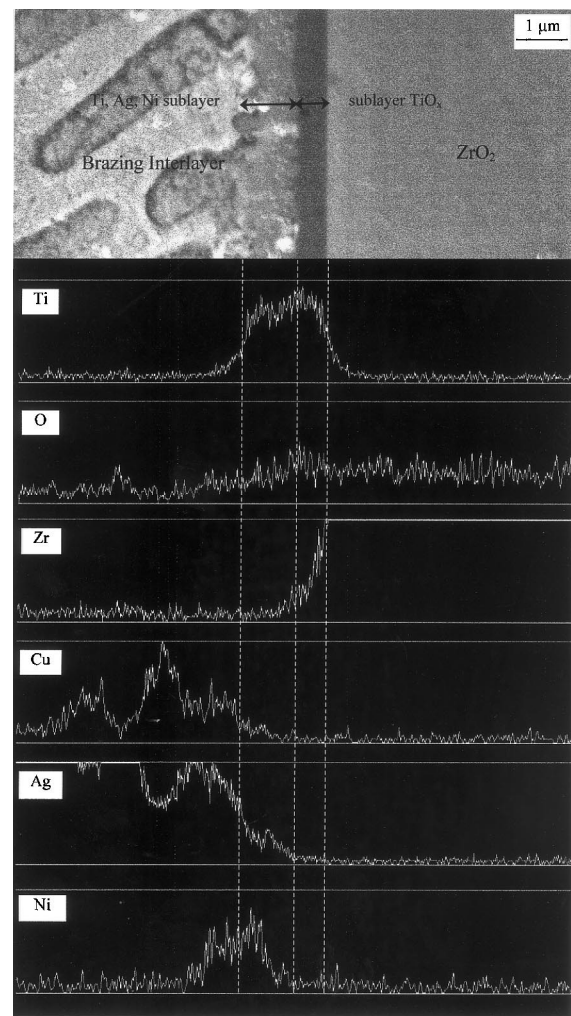 1 μm
Ti, Ag, Ni sublayer
sublayer TiOₓ
Brazing Interlayer
ZrO₂
Ti
O
Zr
Cu
Ag
Ni